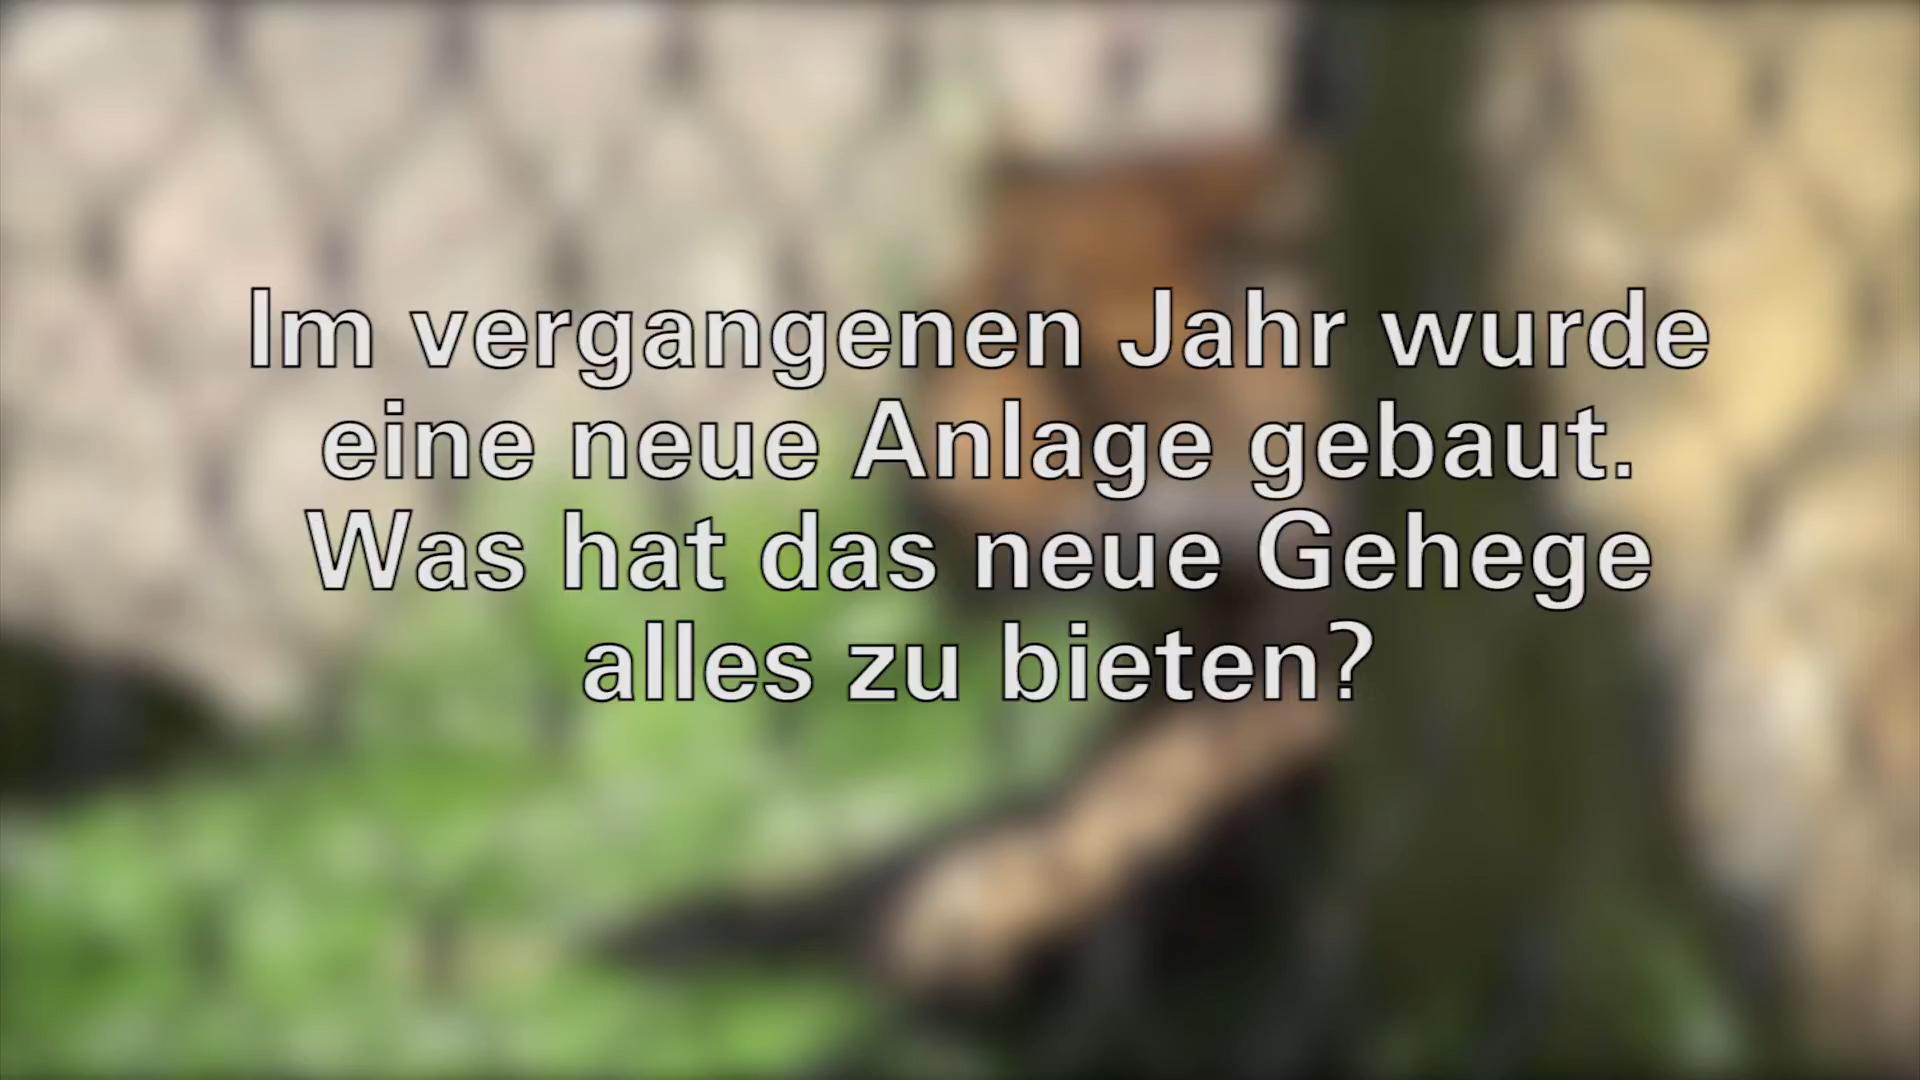 Im vergangenen Jahr wurde
eine neue Anlage gebaut.
Was hat das neue Gehege
alles zu bieten?